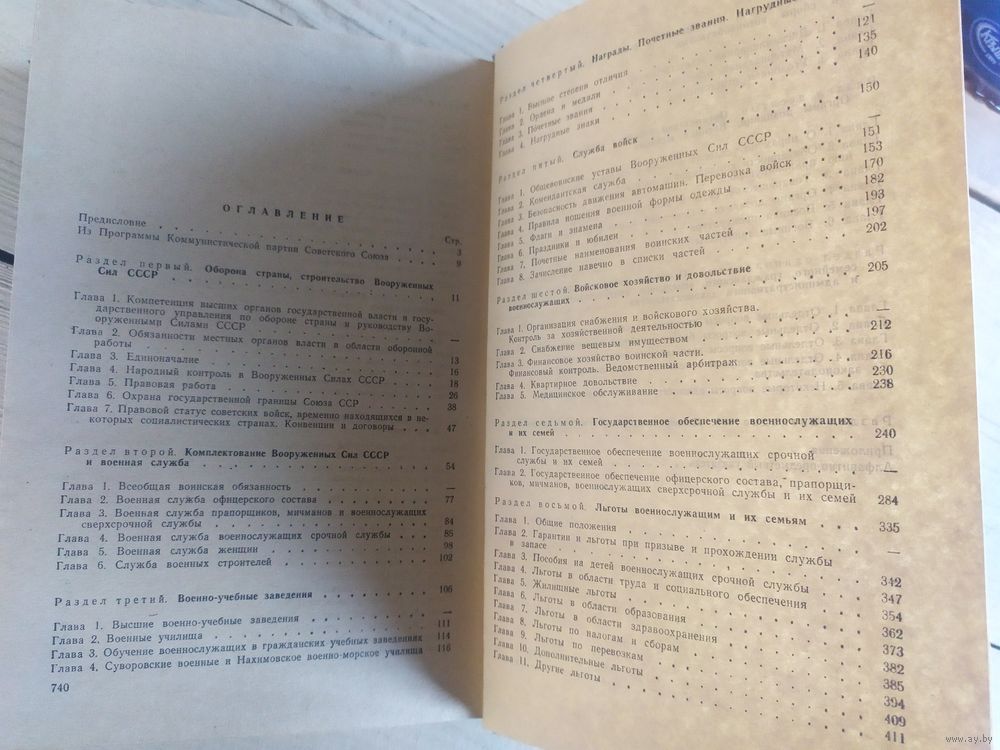 ОГЛАВЛЕНИЕ
Стр.
Предисловие 3
Из Программы Коммунистической партии Советского Союза 9
Раздел первый. Оборона страны, строительство Вооруженных
Сил СССР 11
Глава 1. Компетенция высших органов государственной власти и госу-
дарственного управления по обороне страны и руководству Во-
оруженными Силами СССР —
Глава 2. Обязанности местных органов власти в области оборонной
работы 13
Глава 3. Единоначалие 16
Глава 4. Народный контроль в Вооруженных Силах СССР 18
Глава 5. Правовая работа 26
Глава 6. Охрана государственной границы Союза ССР 38
Глава 7. Правовой статус советских войск, временно находящихся в не-
которых социалистических странах. Конвенции и договоры 47
Раздел второй. Комплектование Вооруженных Сил СССР
и военная служба 54
Глава 1. Всеобщая воинская обязанность —
Глава 2. Военная служба офицерского состава 77
Глава 3. Военная служба прапорщиков, мичманов и военнослужащих
сверхсрочной службы 84
Глава 4. Военная служба военнослужащих срочной службы 85
Глава 5. Военная служба женщин 98
Глава 6. Служба военных строителей 102
Раздел третий. Военно-учебные заведения 106
Глава 1. Высшие военно-учебные заведения —
Глава 2. Военные училища 111
Глава 3. Обучение военнослужащих в гражданских учебных заведениях 114
Глава 4. Суворовские военные и Нахимовское военно-морское училища 116
740
Раздел четвертый. Награды. Почетные звания. Нагрудные
Глава 1. Высшие степени отличия —
Глава 2. Ордена и медали 121
Глава 3. Почетные звания 135
Глава 4. Нагрудные знаки 140
Раздел пятый. Служба войск 150
Глава 1. Общевоинские уставы Вооруженных Сил СССР —
Глава 2. Комендантская служба 151
Глава 3. Безопасность движения автомашин. Перевозка войск 153
Глава 4. Правила ношения военной формы одежды 170
Глава 5. Флаги и знамена 182
Глава 6. Праздники и юбилеи 193
Глава 7. Почетные наименования воинских частей 197
Глава 8. Зачисление навечно в списки частей 202
Раздел шестой. Войсковое хозяйство и довольствие
военнослужащих 205
Глава 1. Организация снабжения и войскового хозяйства.
Контроль за хозяйственной деятельностью —
Глава 2. Снабжение вещевым имуществом 212
Глава 3. Финансовое хозяйство воинской части.
Финансовый контроль. Ведомственный арбитраж 216
Глава 4. Квартирное довольствие 230
Глава 5. Медицинское обслуживание 238
Раздел седьмой. Государственное обеспечение военнослужащих
и их семей 240
Глава 1. Государственное обеспечение военнослужащих срочной
службы и их семей —
Глава 2. Государственное обеспечение офицерского состава, прапорщи-
ков, мичманов, военнослужащих сверхсрочной службы и их семей 284
Раздел восьмой. Льготы военнослужащим и их семьям 335
Глава 1. Общие положения —
Глава 2. Гарантии и льготы при призыве и прохождении службы
в запасе 342
Глава 3. Пособия на детей военнослужащих срочной службы 347
Глава 4. Льготы в области труда и социального обеспечения 354
Глава 5. Жилищные льготы 362
Глава 6. Льготы в области образования 373
Глава 7. Льготы в области здравоохранения 382
Глава 8. Льготы по налогам и сборам 385
Глава 9. Льготы по перевозкам 394
Глава 10. Дополнительные льготы 409
Глава 11. Другие льготы 411
www.ay.by